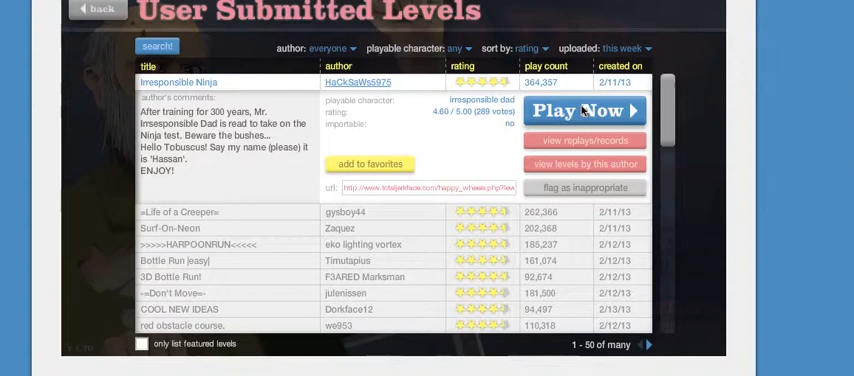 back
User Submitted Levels
search!
author: everyone playable character: any sort by: rating uploaded: this week
title author rating play count created on
Irresponsible Ninja HaCkSaWs5975 364,357 2/11/13
author's comments:
After training for 300 years, Mr.
Irrsesponsible Dad is read to take on the
Ninja test. Beware the bushes...
Hello Tobuscus! Say my name (please) it
is 'Hassan'.
ENJOY!
playable character: irresponsible dad
rating: 4.60 / 5.00 (289 votes)
importable: no
add to favorites
url: http://www.totaljerkface.com/happy_wheels.php?lev
Play Now
view replays/records
view levels by this author
flag as inappropriate
=Life of a Creeper= gysboy44 262,366 2/11/13
Surf-On-Neon Zaquez 202,368 2/11/13
>>>>>HARPOONRUN<<<<< eko lighting vortex 185,237 2/12/13
Bottle Run |easy| Timutapius 161,074 2/12/13
3D Bottle Run! F3ARED Marksman 92,674 2/12/13
-=Don't Move=- julenissen 181,500 2/12/13
COOL NEW IDEAS Dorkface12 94,497 2/13/13
red obstacle course. we953 110,318 2/12/13
only list featured levels 1 - 50 of many